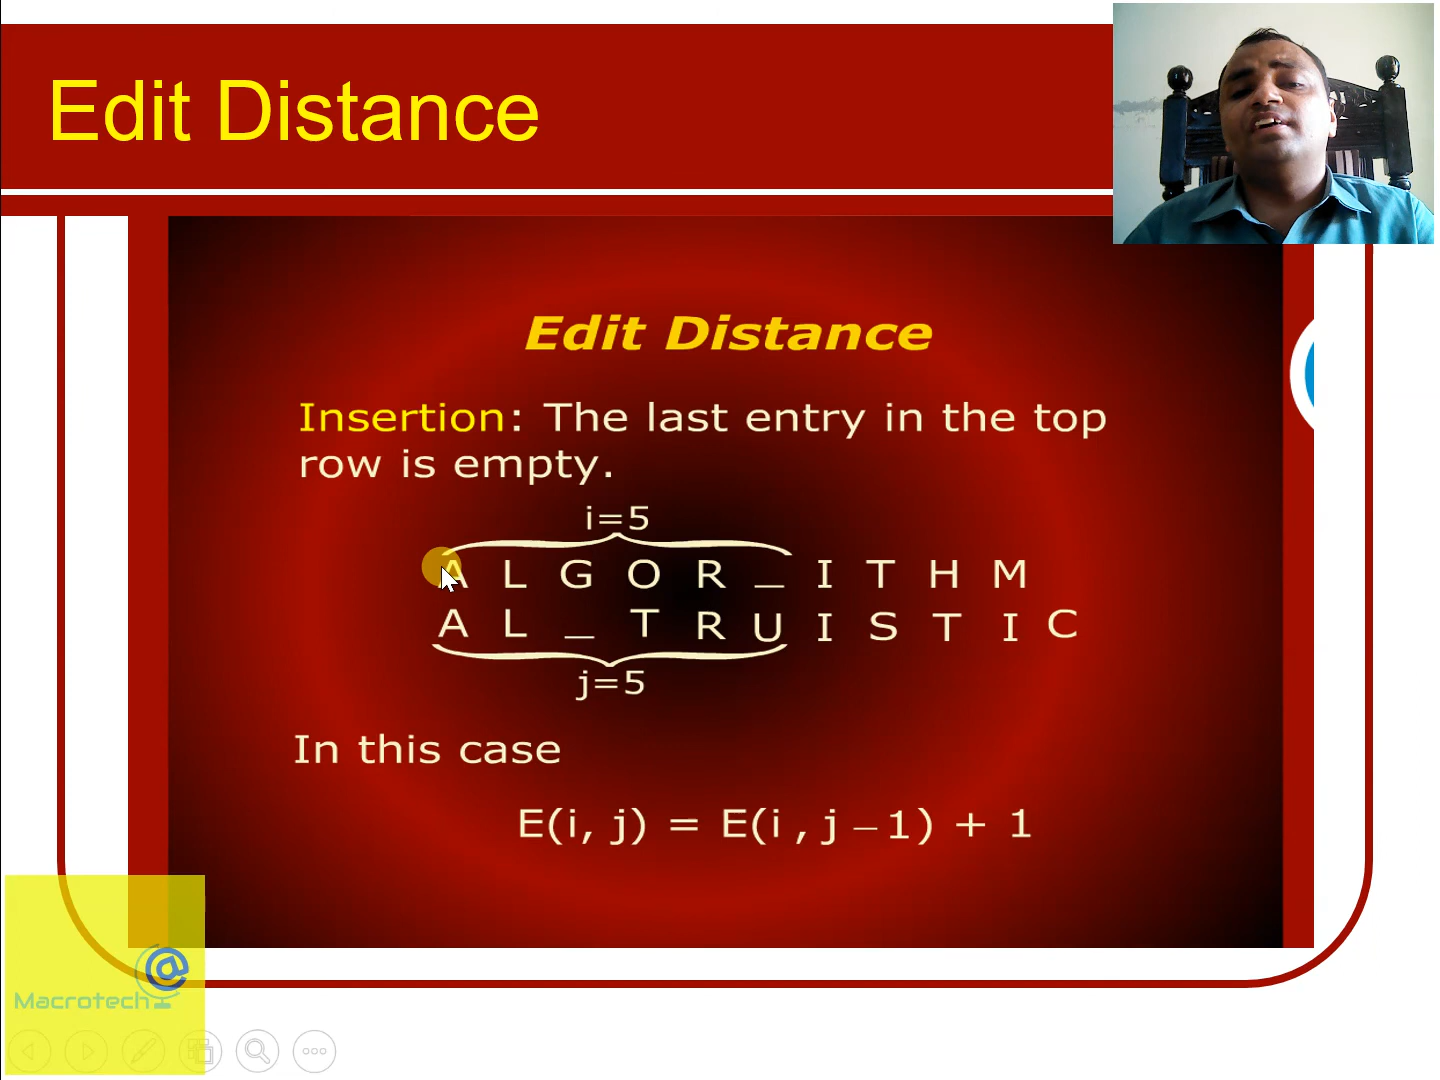 Edit Distance
Edit Distance
Insertion: The last entry in the top
row is empty.
i=5
A L G O R _ I T H M
A L _ T R U I S T I C
j=5
In this case
E(i, j) = E(i , j – 1) + 1
@
Macrotech